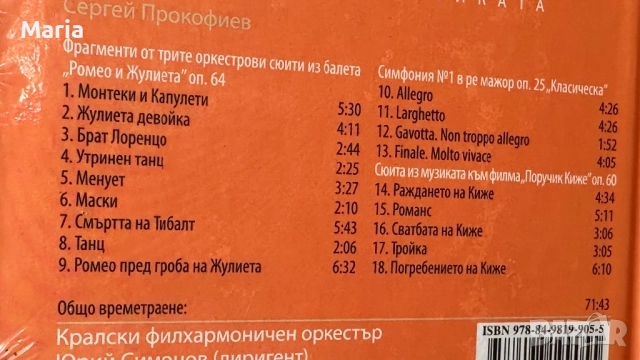 Maria
Сергей Прокофиев
КАТА
Фрагменти от трите оркестрови сюити из балета
„Ромео и Жулиета" оп. 64
1. Монтеки и Капулети 5:30
2. Жулиета девойка 4:11
3. Брат Лоренцо 2:44
4. Утринен танц 2:25
5. Менует 3:27
6. Маски 2:10
7. Смъртта на Тибалт 5:43
8. Танц 2:06
9. Ромео пред гроба на Жулиета 6:32
Симфония №1 в ре мажор оп. 25 „Класическа"
10. Allegro 4:26
11. Larghetto 4:26
12. Gavotta. Non troppo allegro 1:52
13. Finale. Molto vivace 4:05
Сюита из музиката към филма „Поручик Киже" оп. 60
14. Раждането на Киже 4:34
15. Романс 5:11
16. Сватбата на Киже 3:06
17. Тройка 3:05
18. Погребението на Киже 6:10
Общо времетраене: 71:43
Кралски филхармоничен оркестър
Юрий Симонов (диригент)
ISBN 978-84-9819-905-5